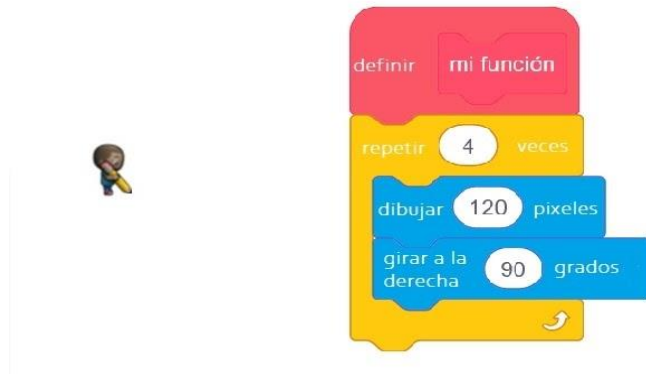 definir mi función
repetir 4 veces
dibujar 120 pixeles
girar a la
derecha 90 grados